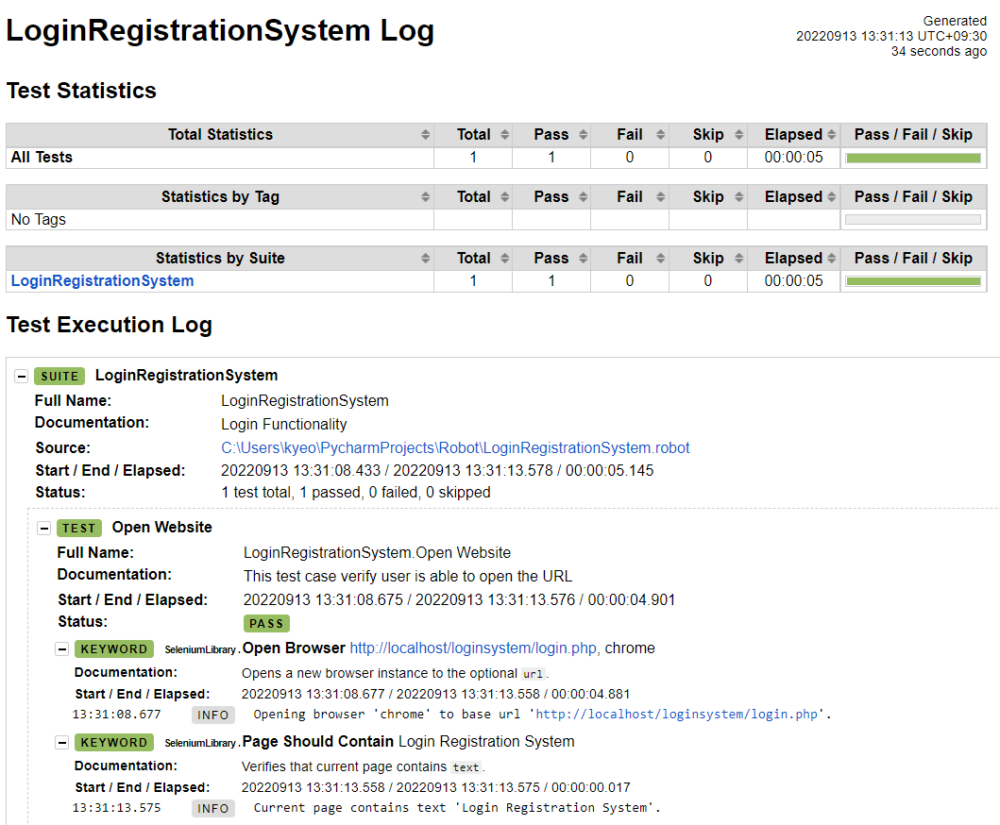 LoginRegistrationSystem Log
Generated
20220913 13:31:13 UTC+09:30
34 seconds ago
Test Statistics
Total Statistics Total Pass Fail Skip Elapsed Pass / Fail / Skip
All Tests 1 1 0 0 00:00:05
Statistics by Tag Total Pass Fail Skip Elapsed Pass / Fail / Skip
No Tags
Statistics by Suite Total Pass Fail Skip Elapsed Pass / Fail / Skip
LoginRegistrationSystem 1 1 0 0 00:00:05
Test Execution Log
SUITE LoginRegistrationSystem
Full Name: LoginRegistrationSystem
Documentation: Login Functionality
Source: C:\Users\kyeo\PycharmProjects\Robot\LoginRegistrationSystem.robot
Start / End / Elapsed: 20220913 13:31:08.433 / 20220913 13:31:13.578 / 00:00:05.145
Status: 1 test total, 1 passed, 0 failed, 0 skipped
TEST Open Website
Full Name: LoginRegistrationSystem.Open Website
Documentation: This test case verify user is able to open the URL
Start / End / Elapsed: 20220913 13:31:08.675 / 20220913 13:31:13.576 / 00:00:04.901
Status: PASS
KEYWORD SeleniumLibrary.Open Browser http://localhost/loginsystem/login.php, chrome
Documentation: Opens a new browser instance to the optional url.
Start / End / Elapsed: 20220913 13:31:08.677 / 20220913 13:31:13.558 / 00:00:04.881
13:31:08.677 INFO Opening browser 'chrome' to base url 'http://localhost/loginsystem/login.php'.
KEYWORD SeleniumLibrary.Page Should Contain Login Registration System
Documentation: Verifies that current page contains text.
Start / End / Elapsed: 20220913 13:31:13.558 / 20220913 13:31:13.575 / 00:00:00.017
13:31:13.575 INFO Current page contains text 'Login Registration System'.